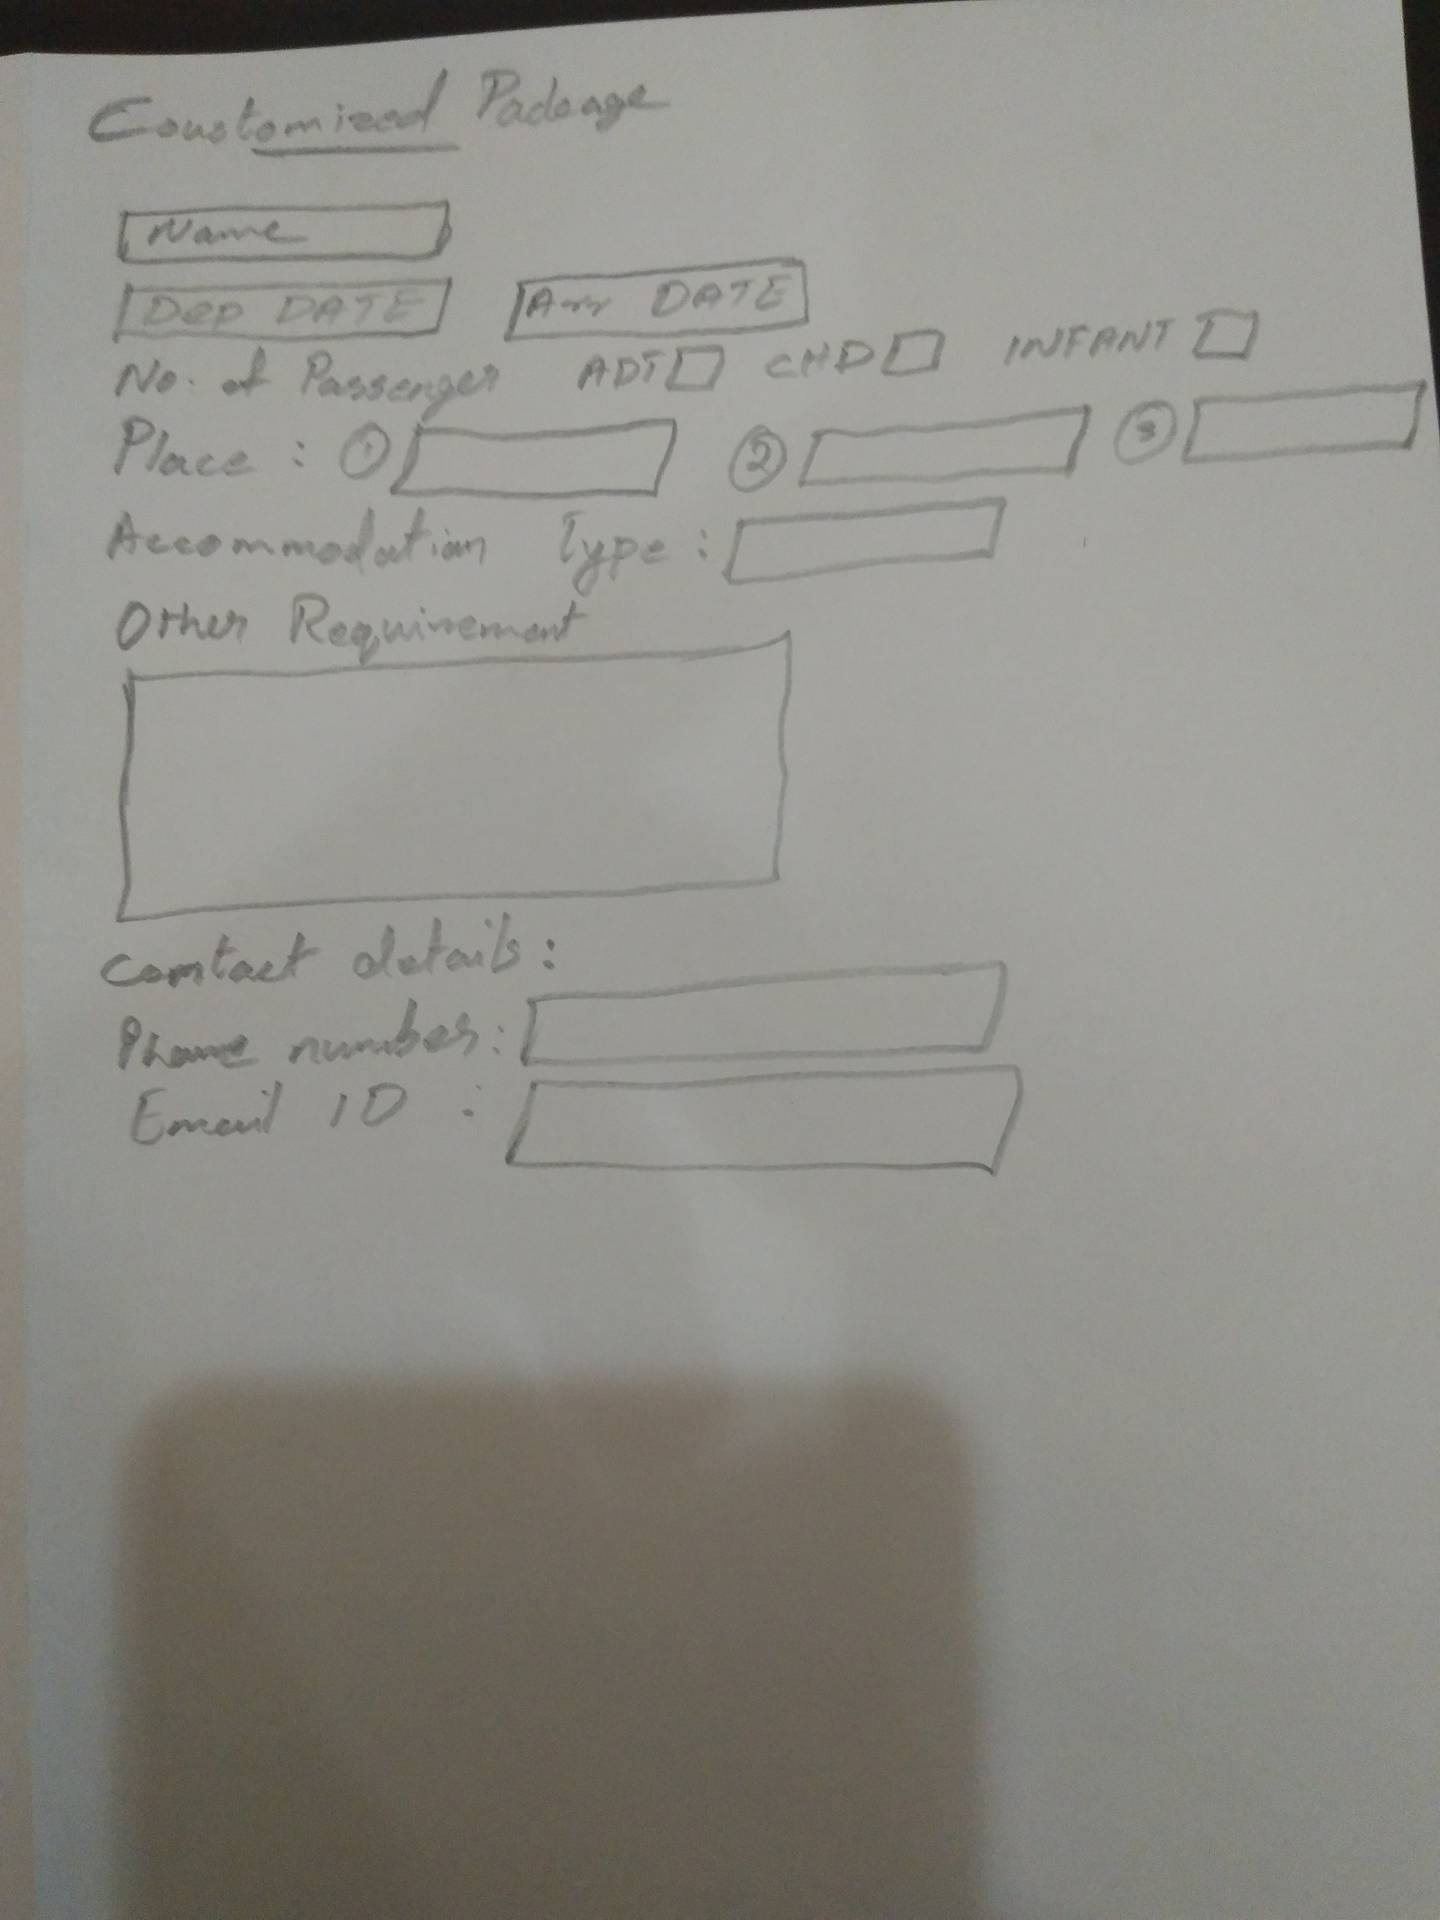 Coustomized Package
Name
Dep DATE Arr DATE
No. of Passenger ADT CHD INFANT
Place : 1 2 3
Accommodation Type :
Other Requirement
Contact details :
Phone number :
Email ID :